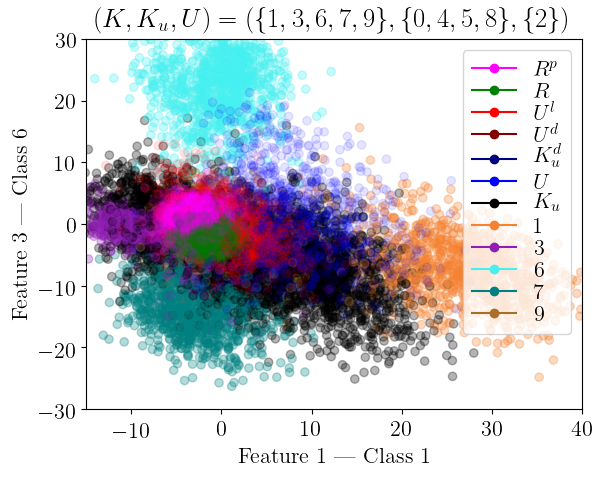 (K, K_u, U) = ({1, 3, 6, 7, 9}, {0, 4, 5, 8}, {2})
30
20
10
0
−10
−20
−30
Feature 3 — Class 6
R^p
R
U^l
U^d
K_u^d
U
K_u
1
3
6
7
9
−10
0
10
20
30
40
Feature 1 — Class 1